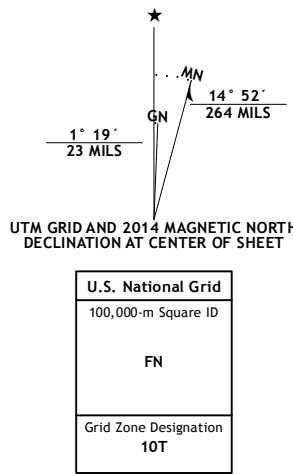 MN
GN
14° 52´
264 MILS
1° 19´
23 MILS
UTM GRID AND 2014 MAGNETIC NORTH
DECLINATION AT CENTER OF SHEET
U.S. National Grid
100,000-m Square ID
FN
Grid Zone Designation
10T